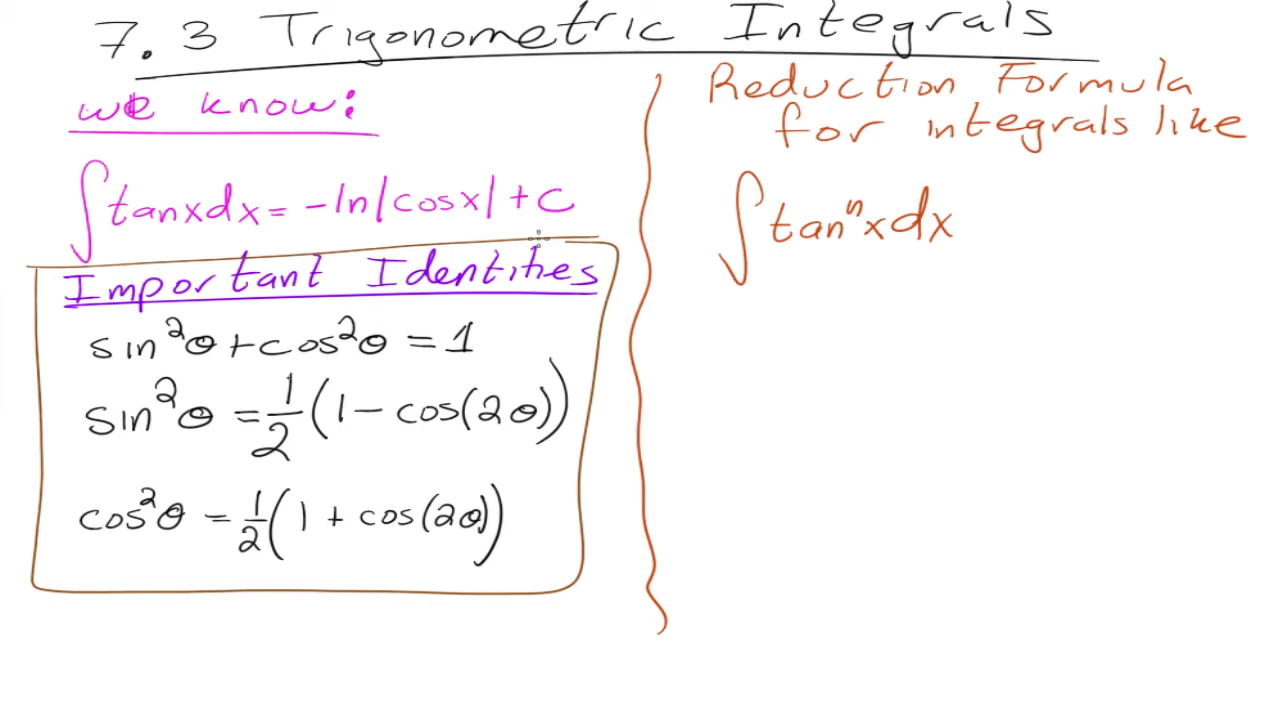 7.3 Trigonometric Integrals
we know:
∫tanxdx = -ln|cosx| + C
Important Identities
sin²θ + cos²θ = 1
sin²θ = 1/2 (1 - cos(2θ))
cos²θ = 1/2 (1 + cos(2θ))
Reduction Formula
for integrals like
∫tanⁿxdx